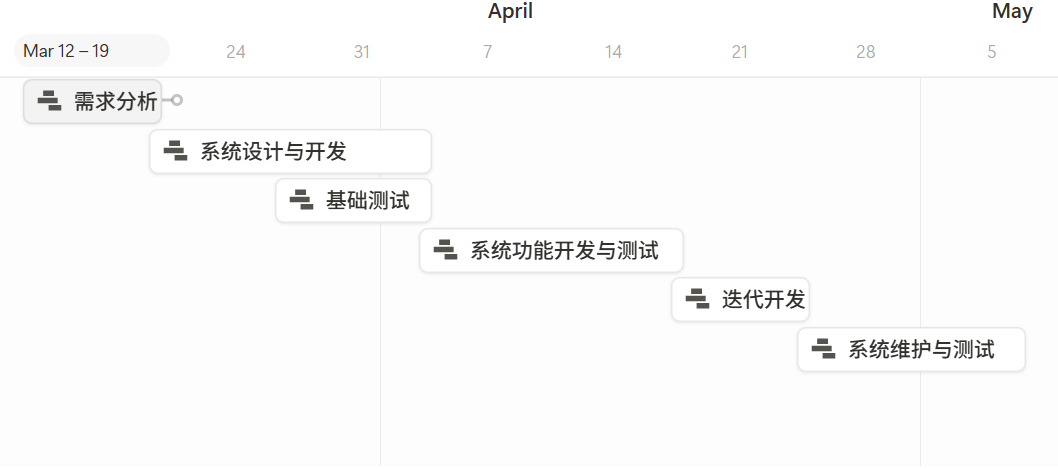 April May
Mar 12 – 19 24 31 7 14 21 28 5
需求分析
系统设计与开发
基础测试
系统功能开发与测试
迭代开发
系统维护与测试